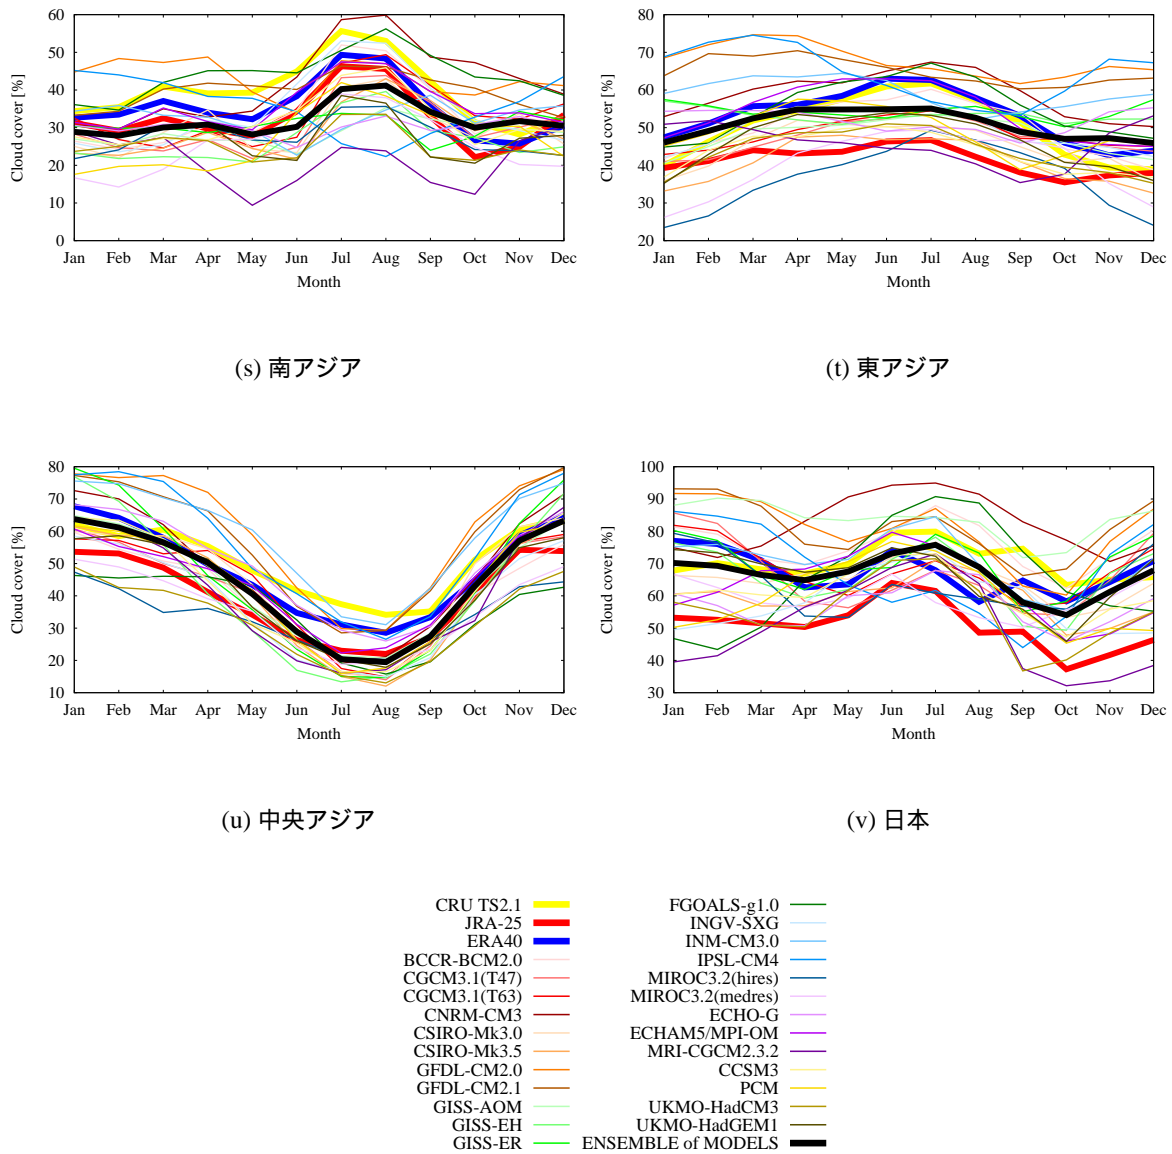 60
50
40
30
20
10
0
Cloud cover [%]
Jan Feb Mar Apr May Jun Jul Aug Sep Oct Nov Dec
Month
(s) 南アジア
80
70
60
50
40
30
20
Cloud cover [%]
Jan Feb Mar Apr May Jun Jul Aug Sep Oct Nov Dec
Month
(t) 東アジア
80
70
60
50
40
30
20
10
Cloud cover [%]
Jan Feb Mar Apr May Jun Jul Aug Sep Oct Nov Dec
Month
(u) 中央アジア
100
90
80
70
60
50
40
30
Cloud cover [%]
Jan Feb Mar Apr May Jun Jul Aug Sep Oct Nov Dec
Month
(v) 日本
CRU TS2.1
JRA-25
ERA40
BCCR-BCM2.0
CGCM3.1(T47)
CGCM3.1(T63)
CNRM-CM3
CSIRO-Mk3.0
CSIRO-Mk3.5
GFDL-CM2.0
GFDL-CM2.1
GISS-AOM
GISS-EH
GISS-ER
FGOALS-g1.0
INGV-SXG
INM-CM3.0
IPSL-CM4
MIROC3.2(hires)
MIROC3.2(medres)
ECHO-G
ECHAM5/MPI-OM
MRI-CGCM2.3.2
CCSM3
PCM
UKMO-HadCM3
UKMO-HadGEM1
ENSEMBLE of MODELS